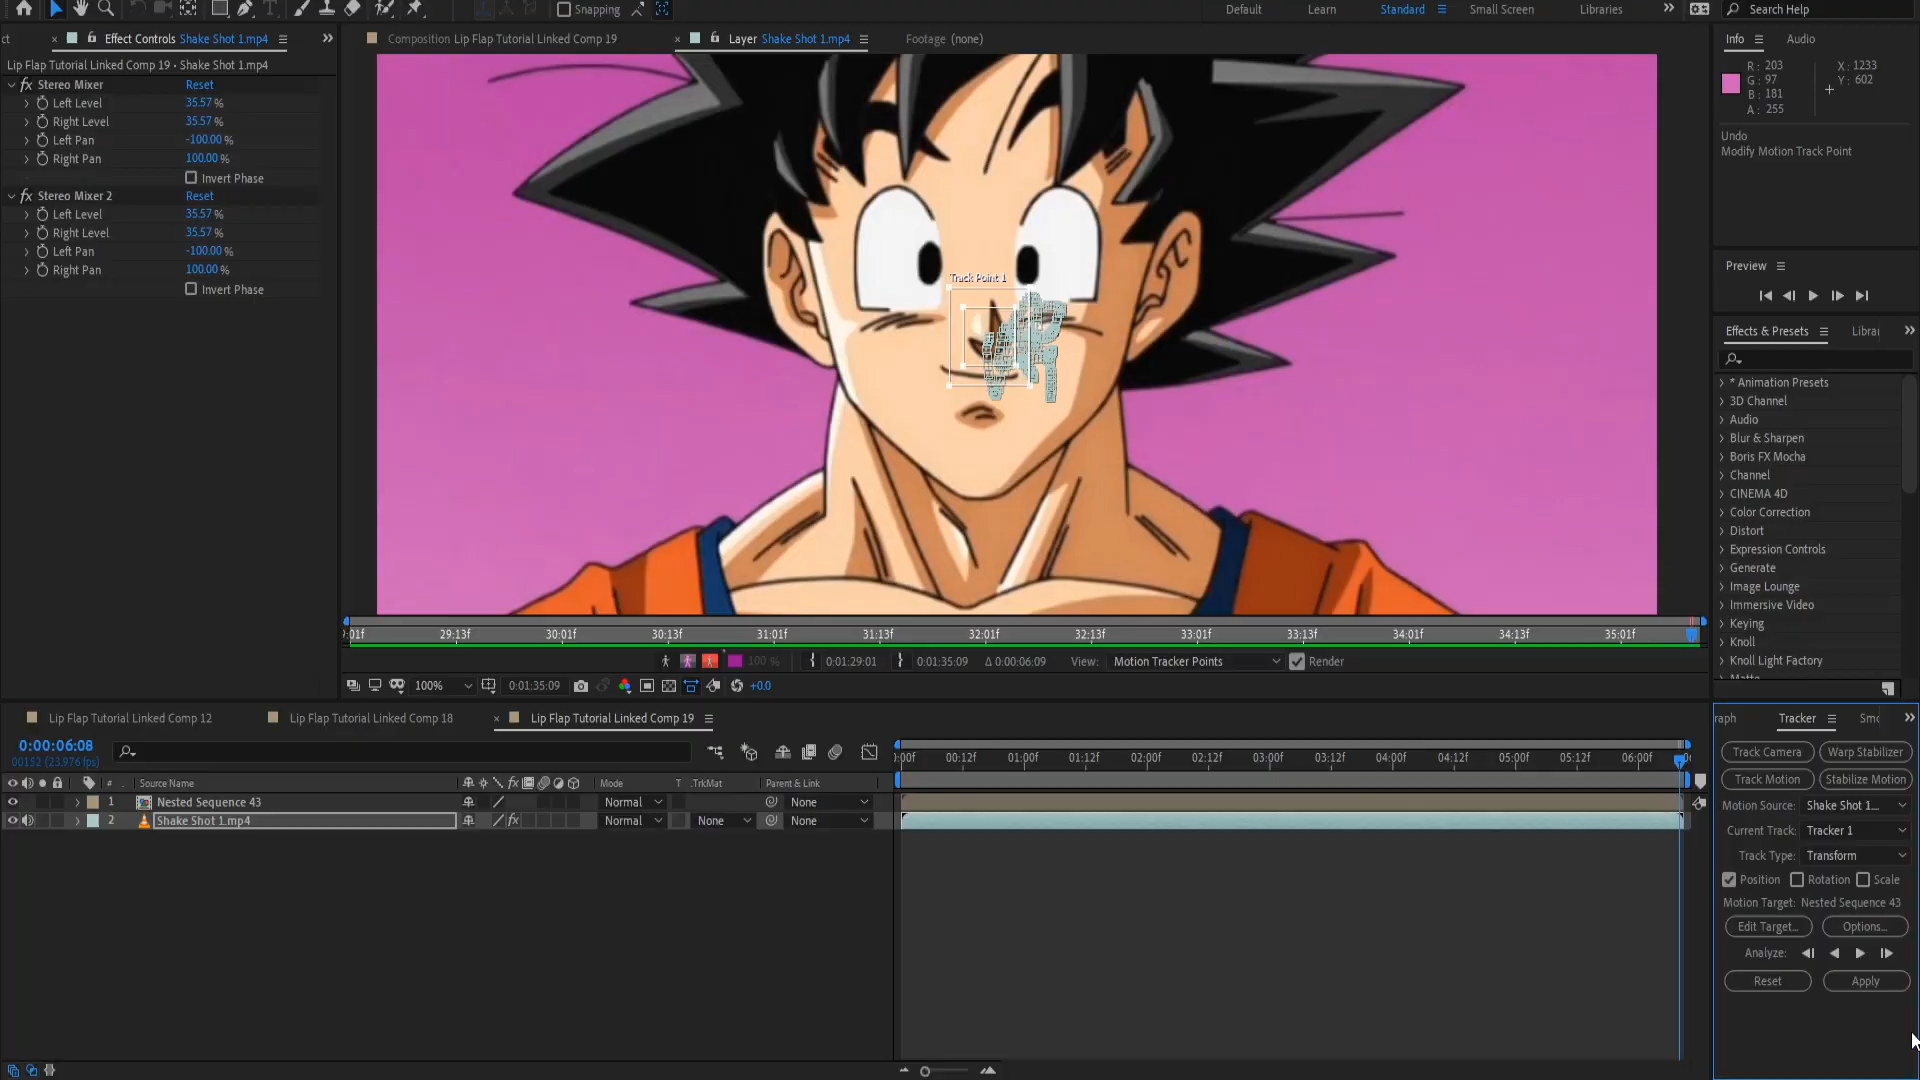 Snapping
Default
Learn
Standard
Small Screen
Libraries
Search Help
Effect Controls Shake Shot 1.mp4
Composition Lip Flap Tutorial Linked Comp 19
Layer Shake Shot 1.mp4
Footage (none)
Info
Audio
Lip Flap Tutorial Linked Comp 19 • Shake Shot 1.mp4
R: 203
G: 97
B: 181
A: 255
X: 1233
Y: 602
Stereo Mixer Reset
Left Level 35.57 %
Right Level 35.57 %
Left Pan -100.00 %
Right Pan 100.00 %
Invert Phase
Stereo Mixer 2 Reset
Left Level 35.57 %
Right Level 35.57 %
Left Pan -100.00 %
Right Pan 100.00 %
Invert Phase
Undo
Modify Motion Track Point
Track Point 1
Preview
Effects & Presets
* Animation Presets
3D Channel
Audio
Blur & Sharpen
Boris FX Mocha
Channel
CINEMA 4D
Color Correction
Distort
Expression Controls
Generate
Image Lounge
Immersive Video
Keying
Knoll
Knoll Light Factory
29:13f 30:01f 30:13f 31:01f 31:13f 32:01f 32:13f 33:01f 33:13f 34:01f 34:13f 35:01f
100% 0:01:29:01 0:01:35:09 Δ 0:00:06:09 View: Motion Tracker Points Render
100% 0:01:35:09 +0.0
Lip Flap Tutorial Linked Comp 12
Lip Flap Tutorial Linked Comp 18
Lip Flap Tutorial Linked Comp 19
0:00:06:08
00152 (23.976 fps)
00:12f 01:00f 01:12f 02:00f 02:12f 03:00f 03:12f 04:00f 04:12f 05:00f 05:12f 06:00f
# Source Name Mode T .TrkMat Parent & Link
1 Nested Sequence 43 Normal None
2 Shake Shot 1.mp4 Normal None None
Tracker
Track Camera
Warp Stabilizer
Track Motion
Stabilize Motion
Motion Source: Shake Shot 1...
Current Track: Tracker 1
Track Type: Transform
Position Rotation Scale
Motion Target: Nested Sequence 43
Edit Target...
Options...
Analyze:
Reset
Apply